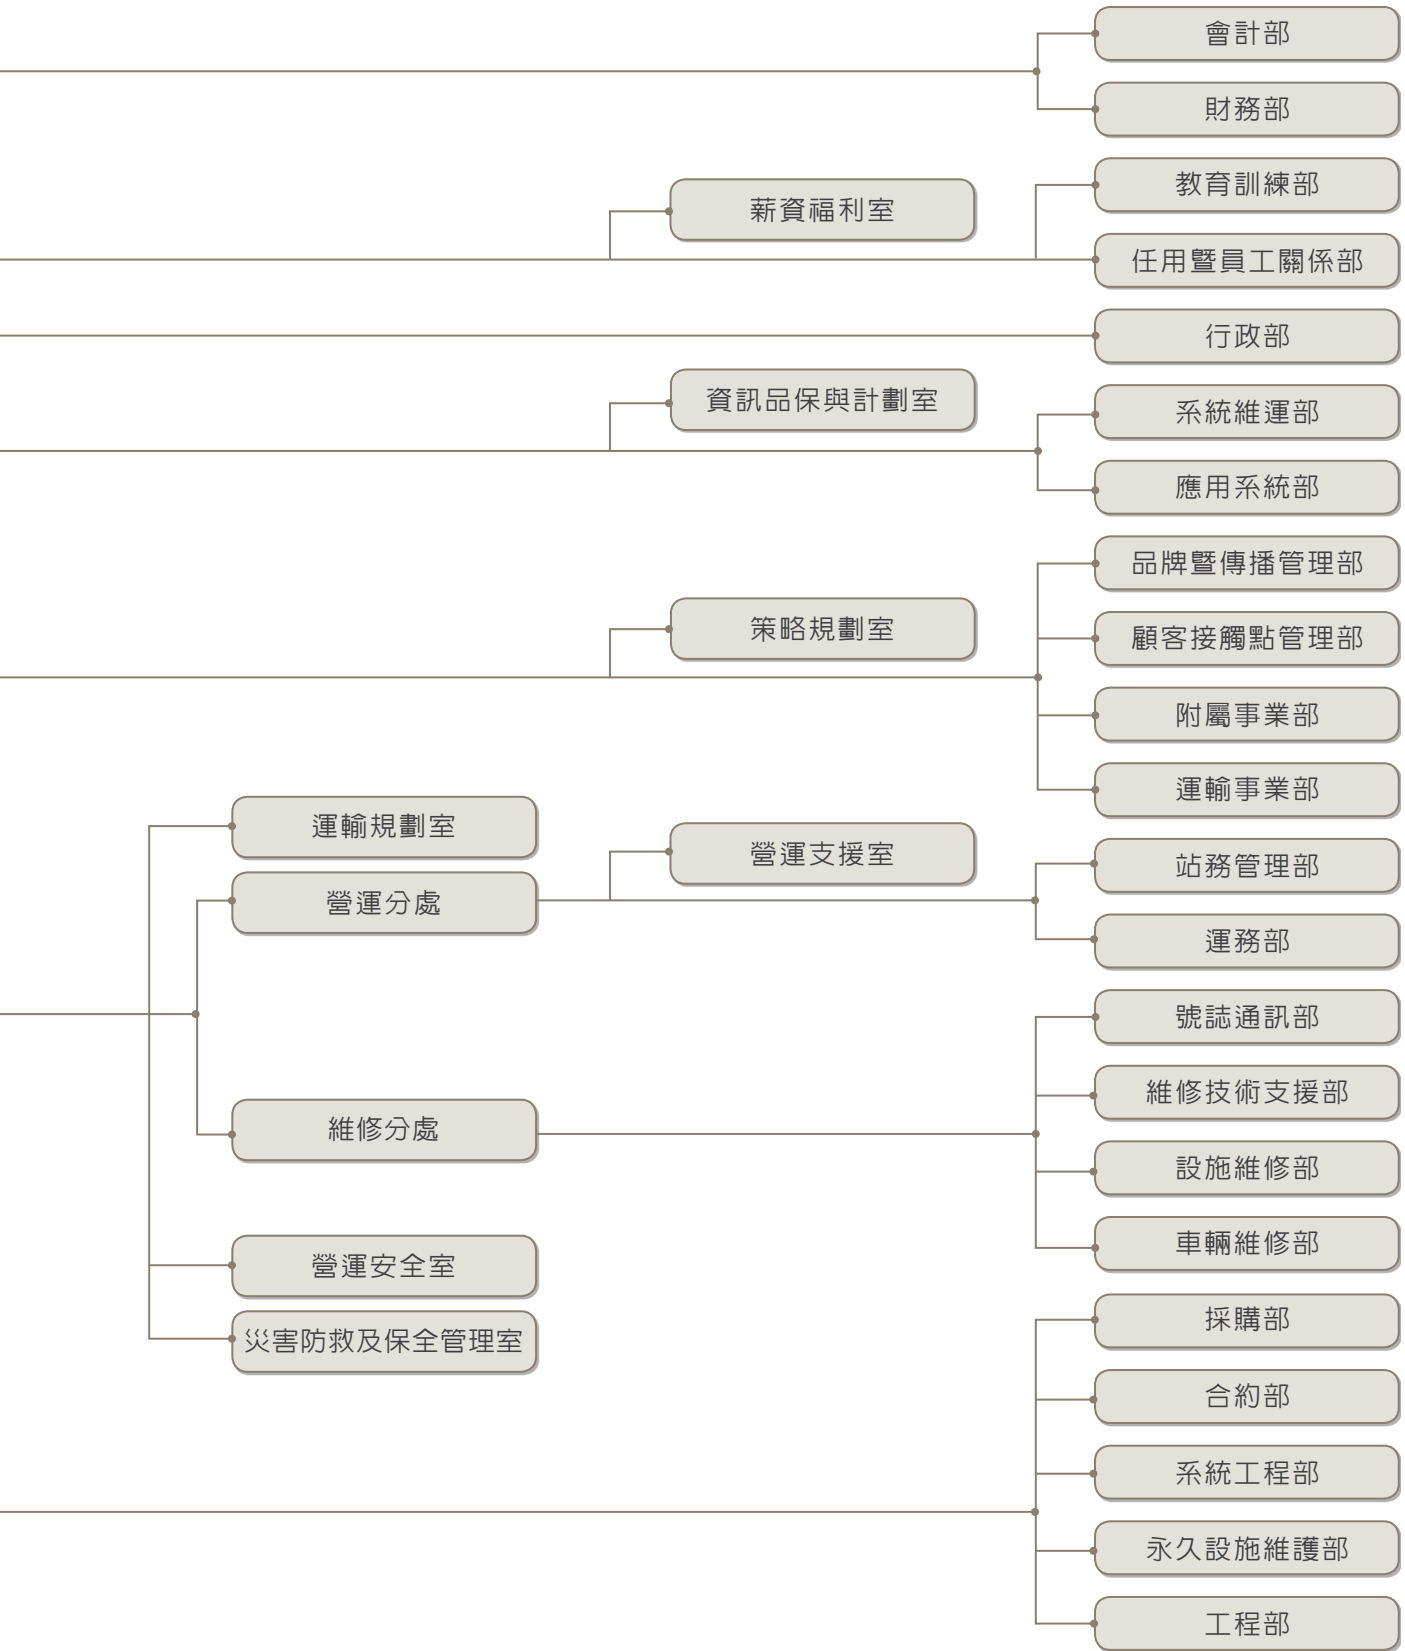 會計部
財務部
教育訓練部
薪資福利室
任用暨員工關係部
行政部
資訊品保與計劃室
系統維運部
應用系統部
品牌暨傳播管理部
策略規劃室
顧客接觸點管理部
附屬事業部
運輸事業部
運輸規劃室
營運支援室
站務管理部
營運分處
運務部
號誌通訊部
維修技術支援部
維修分處
設施維修部
車輛維修部
營運安全室
採購部
災害防救及保全管理室
合約部
系統工程部
永久設施維護部
工程部